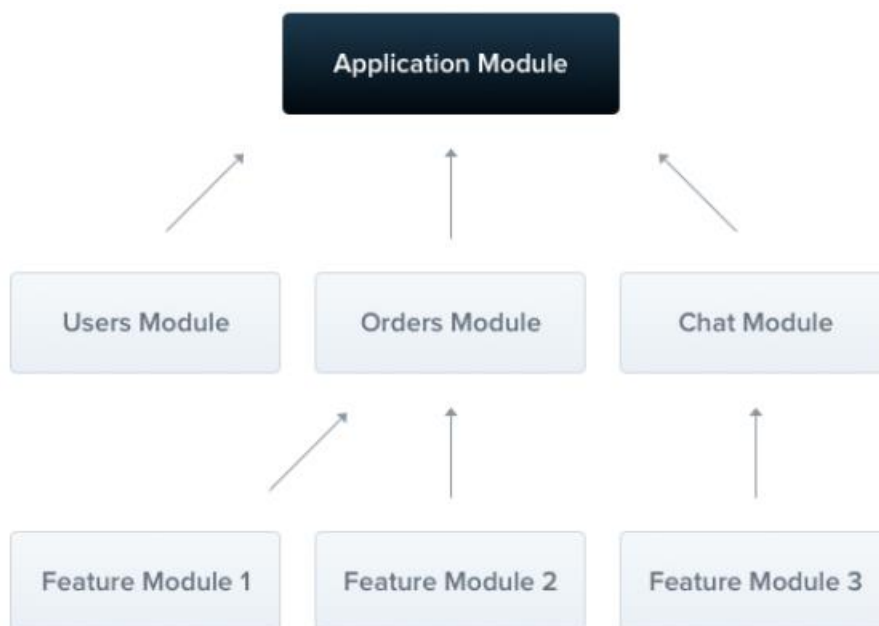 Application Module
Users Module
Orders Module
Chat Module
Feature Module 1
Feature Module 2
Feature Module 3